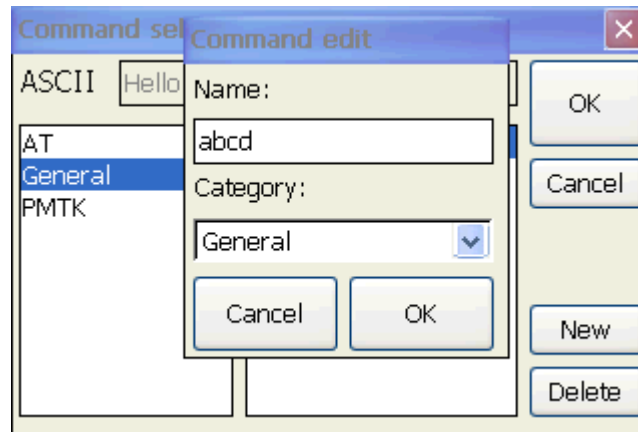 Command sel
ASCII
Hello
AT
General
PMTK
Command edit
Name:
abcd
Category:
General
Cancel
OK
OK
Cancel
New
Delete